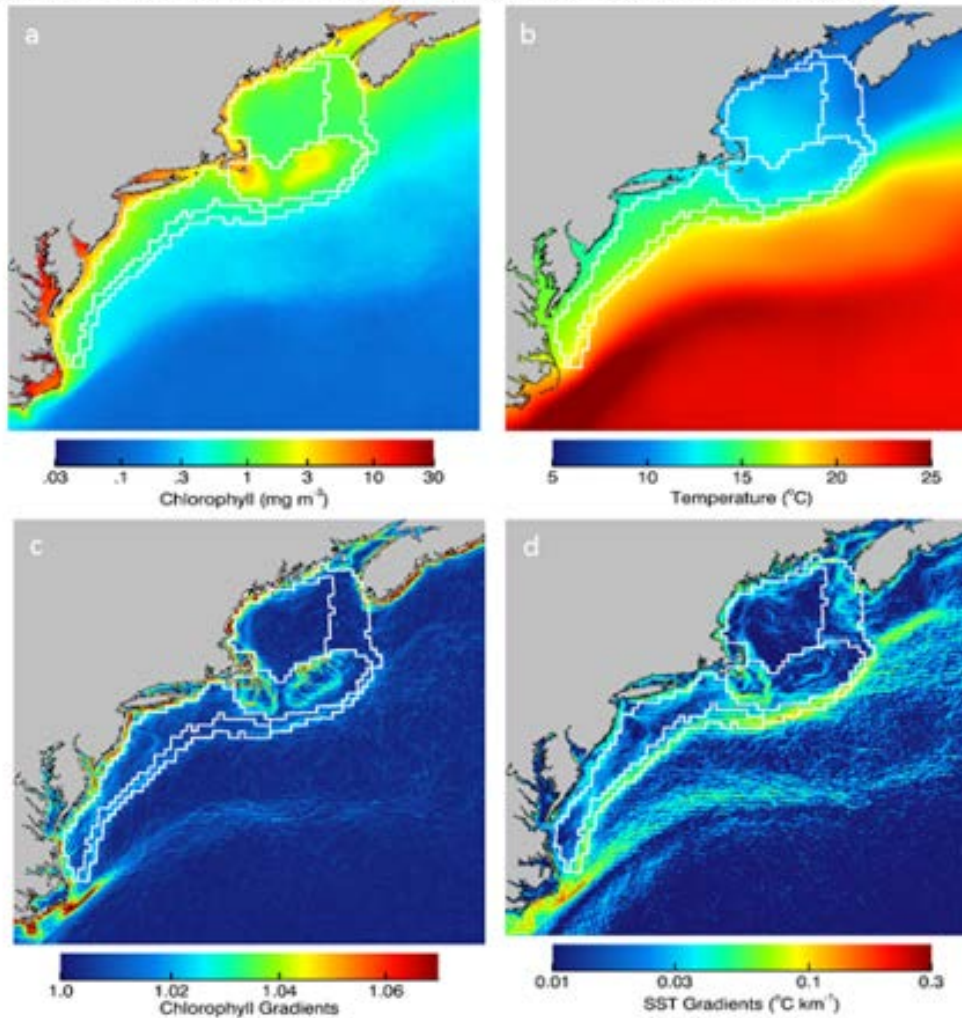 a
b
.03 .1 .3 1 3 10 30
Chlorophyll (mg m⁻³)
5 10 15 20 25
Temperature (°C)
c
d
1.0 1.02 1.04 1.06
Chlorophyll Gradients
0.01 0.03 0.1 0.3
SST Gradients (°C km⁻¹)